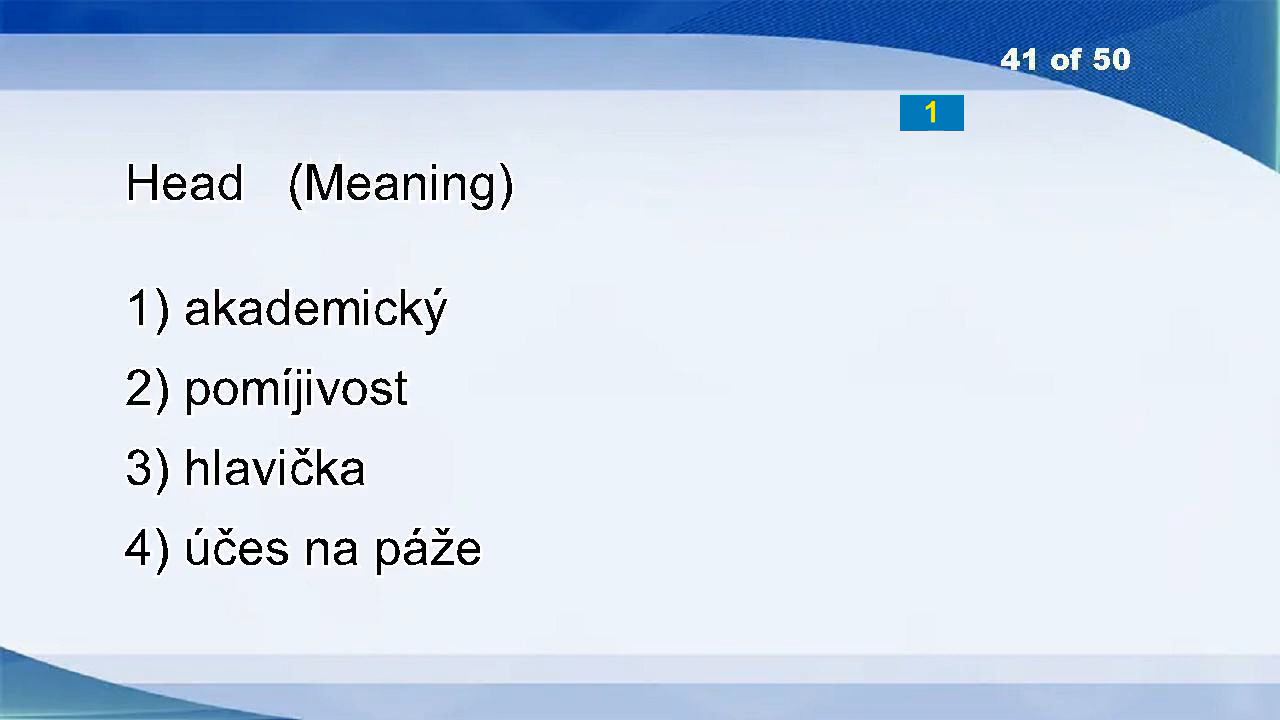 41 of 50
1
Head (Meaning)
1) akademický
2) pomíjivost
3) hlavička
4) účes na páže